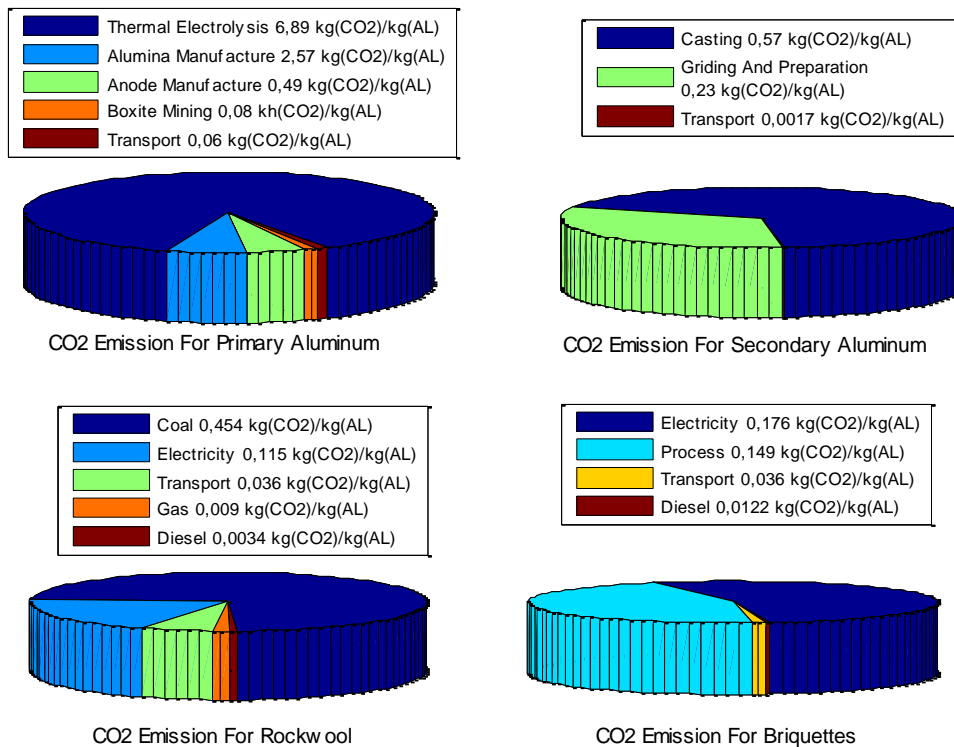 Thermal Electrolysis 6,89 kg(CO2)/kg(AL)
Alumina Manufacture 2,57 kg(CO2)/kg(AL)
Anode Manufacture 0,49 kg(CO2)/kg(AL)
Boxite Mining 0,08 kh(CO2)/kg(AL)
Transport 0,06 kg(CO2)/kg(AL)
CO2 Emission For Primary Aluminum
Casting 0,57 kg(CO2)/kg(AL)
Griding And Preparation
0,23 kg(CO2)/kg(AL)
Transport 0,0017 kg(CO2)/kg(AL)
CO2 Emission For Secondary Aluminum
Coal 0,454 kg(CO2)/kg(AL)
Electricity 0,115 kg(CO2)/kg(AL)
Transport 0,036 kg(CO2)/kg(AL)
Gas 0,009 kg(CO2)/kg(AL)
Diesel 0,0034 kg(CO2)/kg(AL)
CO2 Emission For Rockwool
Electricity 0,176 kg(CO2)/kg(AL)
Process 0,149 kg(CO2)/kg(AL)
Transport 0,036 kg(CO2)/kg(AL)
Diesel 0,0122 kg(CO2)/kg(AL)
CO2 Emission For Briquettes